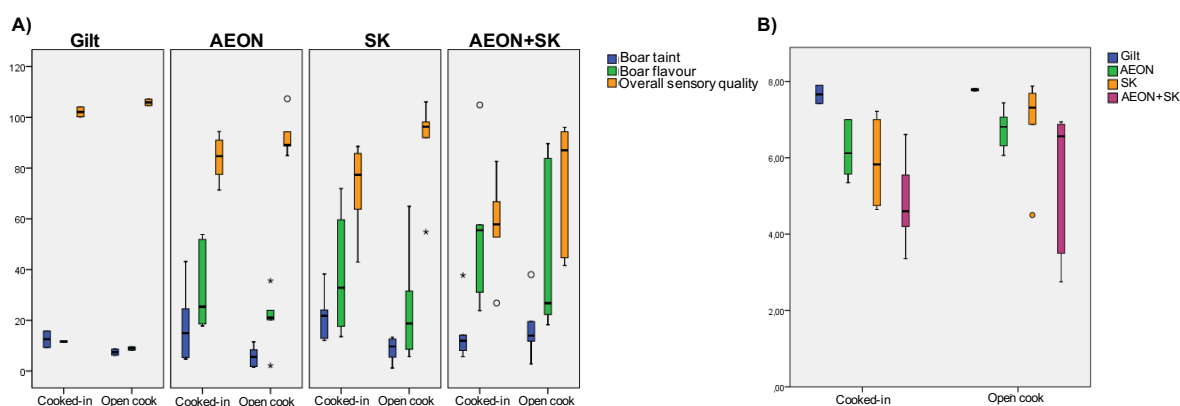 A)
Gilt AEON SK AEON+SK
120
100
80
60
40
20
0
Cooked-in Open cook Cooked-in Open cook Cooked-in Open cook Cooked-in Open cook
Boar taint
Boar flavour
Overall sensory quality
B)
8,00
6,00
4,00
2,00
,00
Cooked-in Open cook
Gilt
AEON
SK
AEON+SK